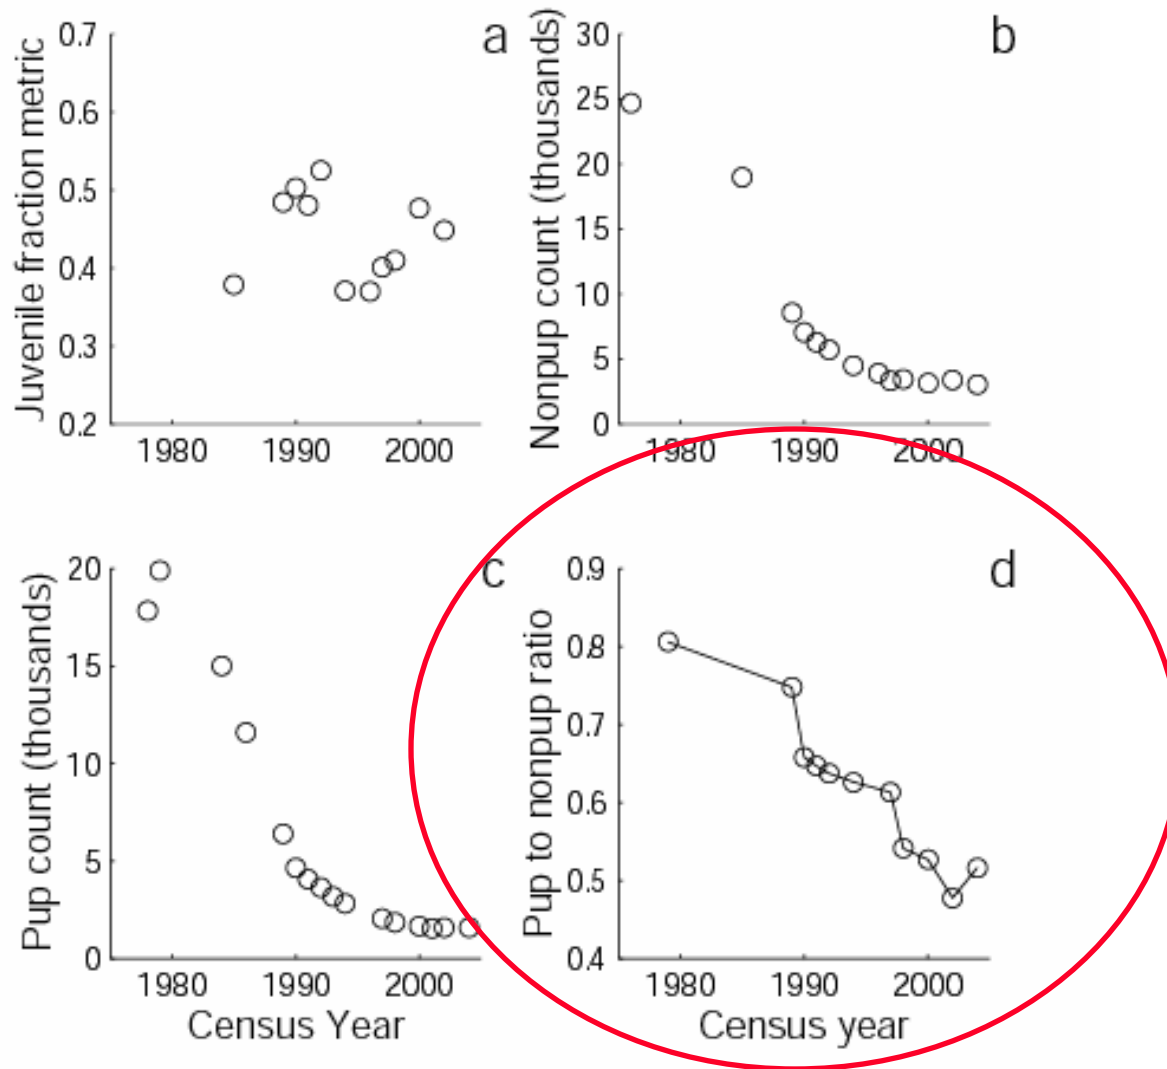 a
Juvenile fraction metric
0.7
0.6
0.5
0.4
0.3
0.2
1980 1990 2000
b
Nonpup count (thousands)
30
25
20
15
10
5
0
1980 1990 2000
c
Pup count (thousands)
20
15
10
5
0
1980 1990 2000
Census Year
d
Pup to nonpup ratio
0.9
0.8
0.7
0.6
0.5
0.4
1980 1990 2000
Census year